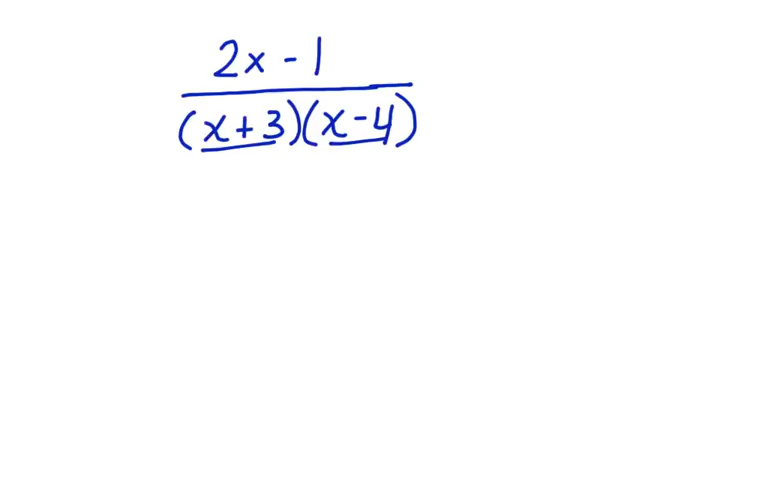 2x - 1
(x + 3)(x - 4)